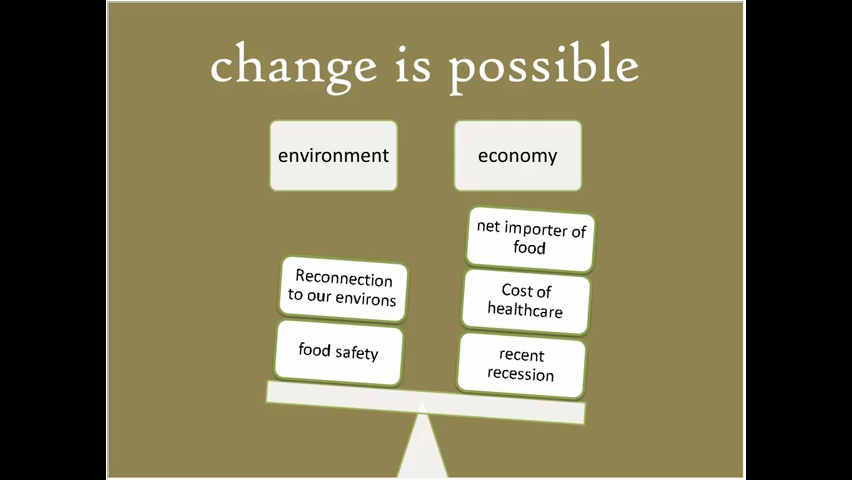 change is possible
environment
economy
net importer of
food
Reconnection
to our environs
Cost of
healthcare
food safety
recent
recession